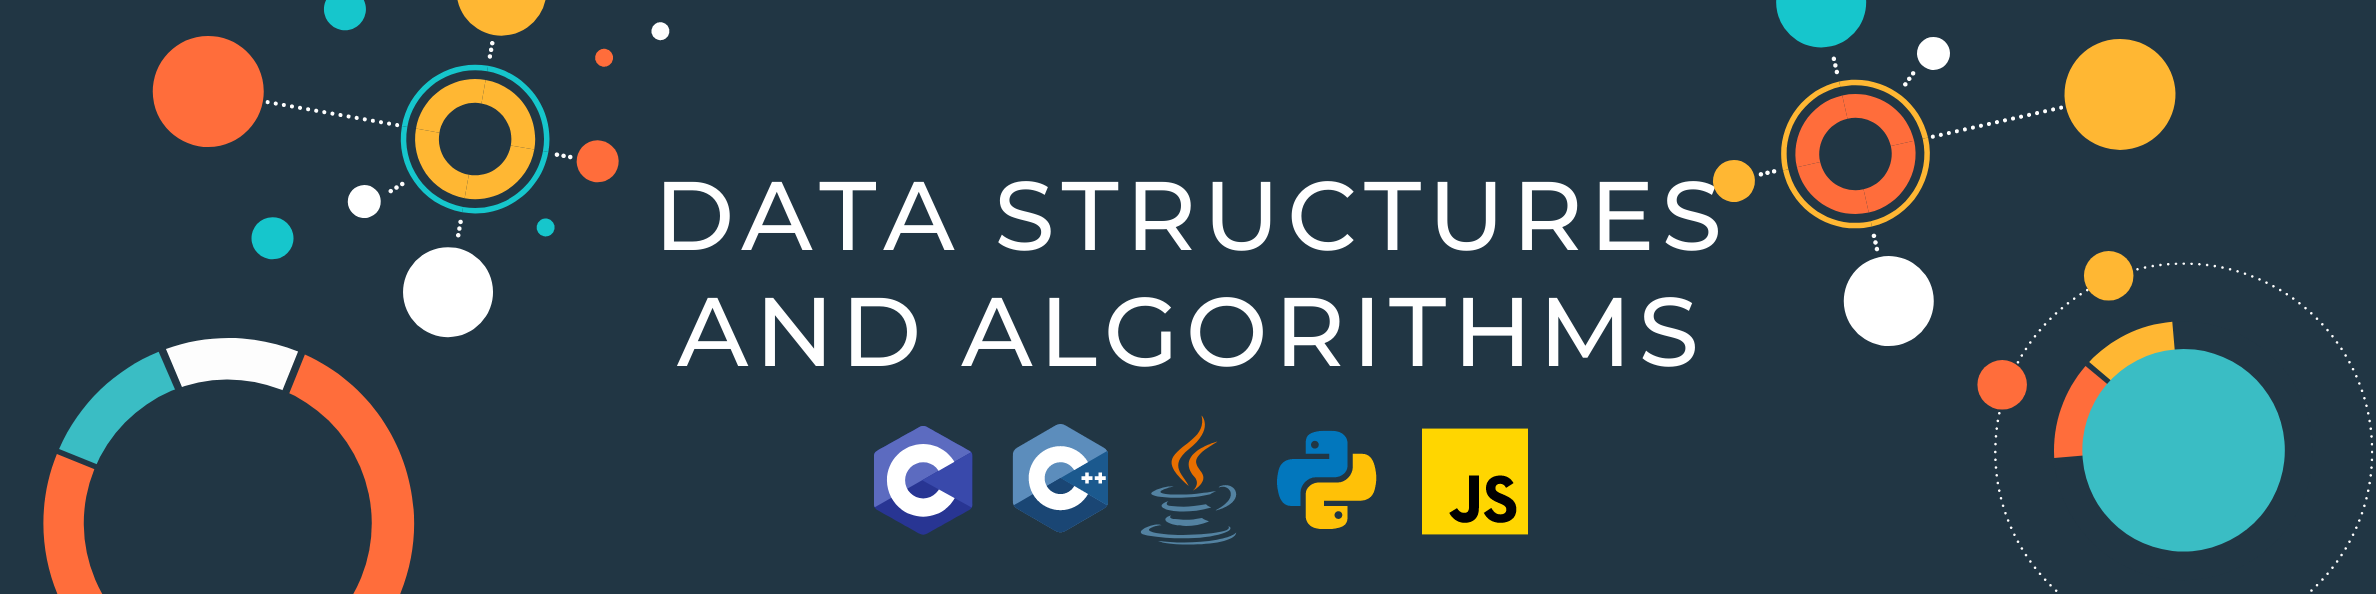 DATA STRUCTURES
AND ALGORITHMS
C C++ JS